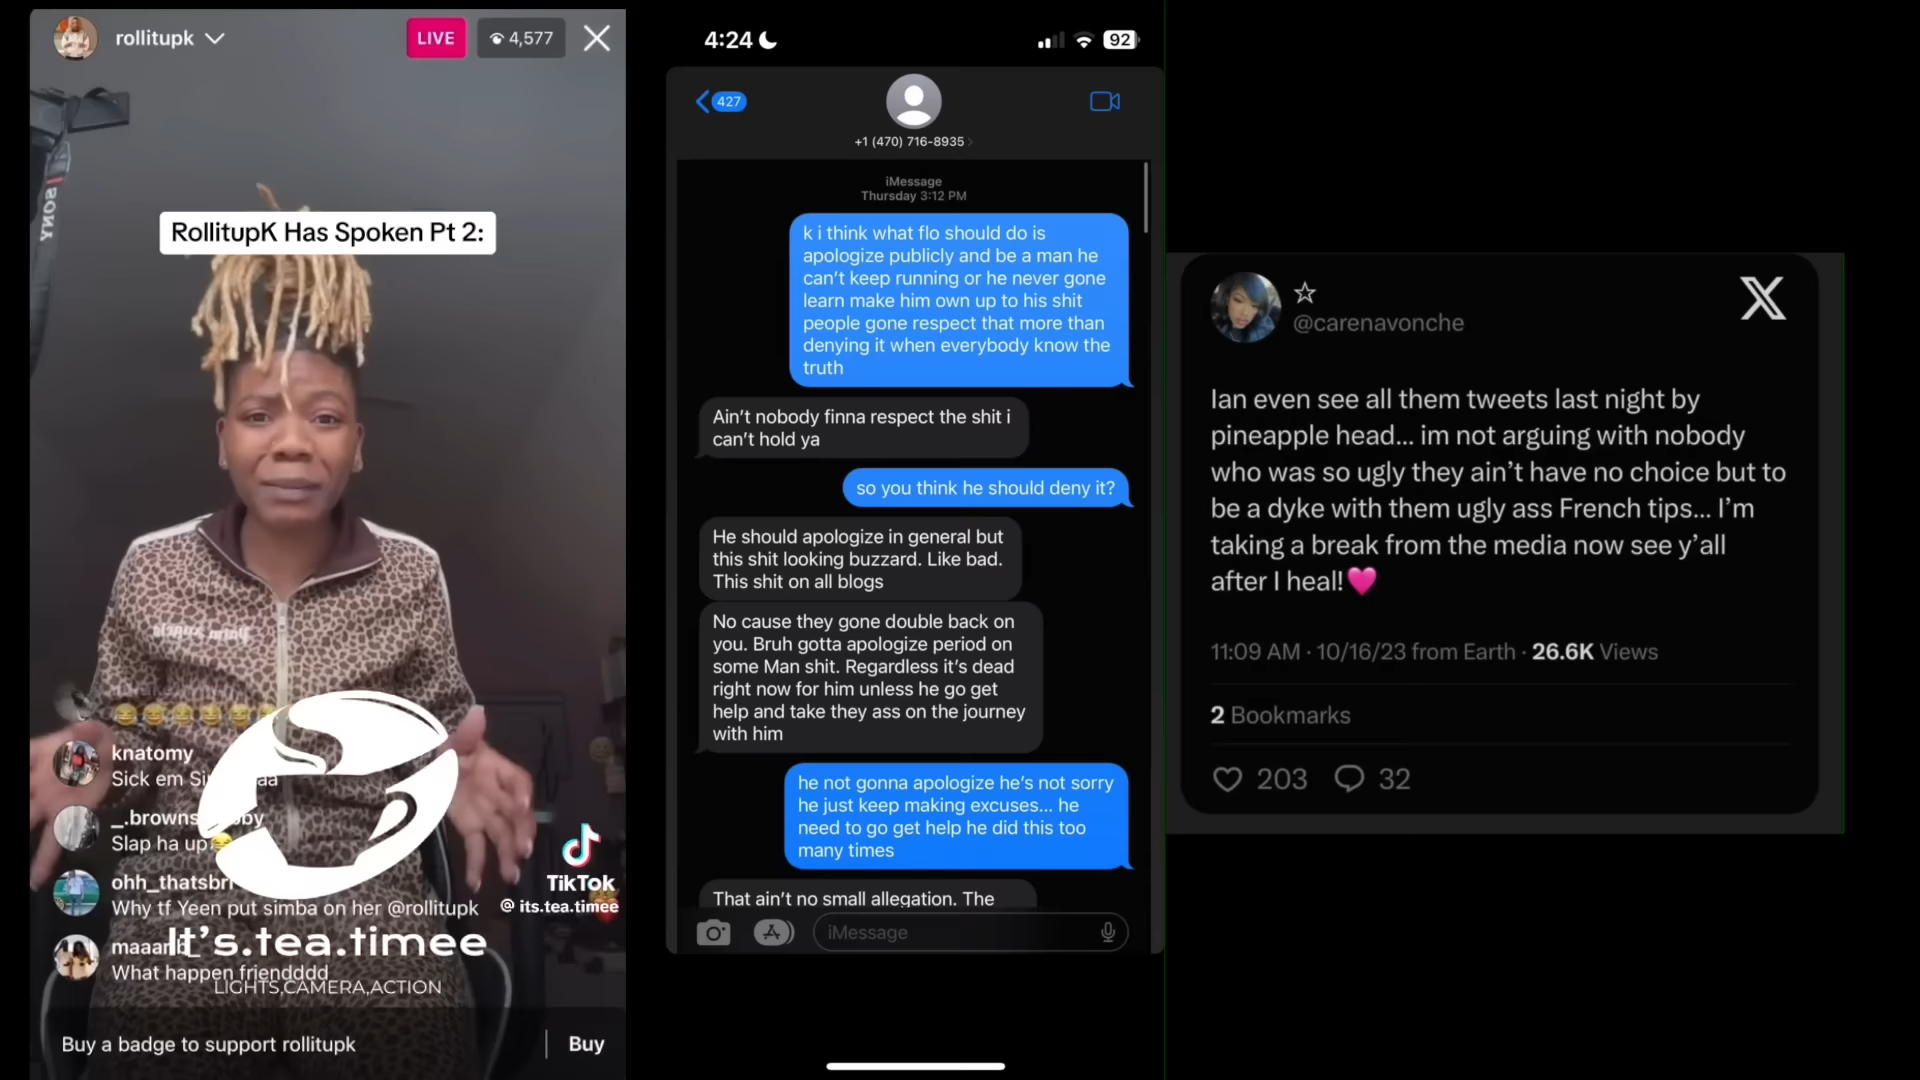 rollitupk
LIVE
4,577
SONY
RollitupK Has Spoken Pt 2:
knatomy
Sick em
_.browns
Slap ha up
ohh_thatsbri
Why tf Yeen put simba on her @rollitupk
What happen friendddd
TikTok
@ its.tea.timee
It's.tea.timee
LIGHTS,CAMERA,ACTION
Buy a badge to support rollitupk
Buy
4:24
92
427
+1 (470) 716-8935
iMessage
Thursday 3:12 PM
k i think what flo should do is
apologize publicly and be a man he
can't keep running or he never gone
learn make him own up to his shit
people gone respect that more than
denying it when everybody know the
truth
Ain't nobody finna respect the shit i
can't hold ya
so you think he should deny it?
He should apologize in general but
this shit looking buzzard. Like bad.
This shit on all blogs
No cause they gone double back on
you. Bruh gotta apologize period on
some Man shit. Regardless it's dead
right now for him unless he go get
help and take they ass on the journey
with him
he not gonna apologize he's not sorry
he just keep making excuses... he
need to go get help he did this too
many times
That ain't no small allegation. The
iMessage
@carenavonche
Ian even see all them tweets last night by
pineapple head... im not arguing with nobody
who was so ugly they ain't have no choice but to
be a dyke with them ugly ass French tips... I'm
taking a break from the media now see y'all
after I heal!
11:09 AM · 10/16/23 from Earth · 26.6K Views
2 Bookmarks
203
32